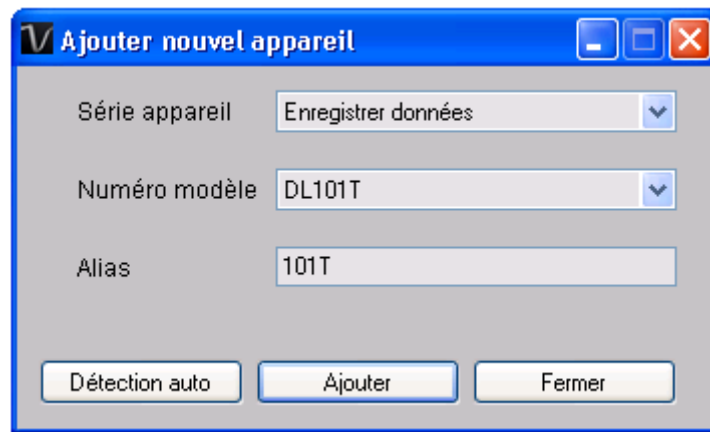 Ajouter nouvel appareil
Série appareil Enregistrer données
Numéro modèle DL101T
Alias 101T
Détection auto Ajouter Fermer